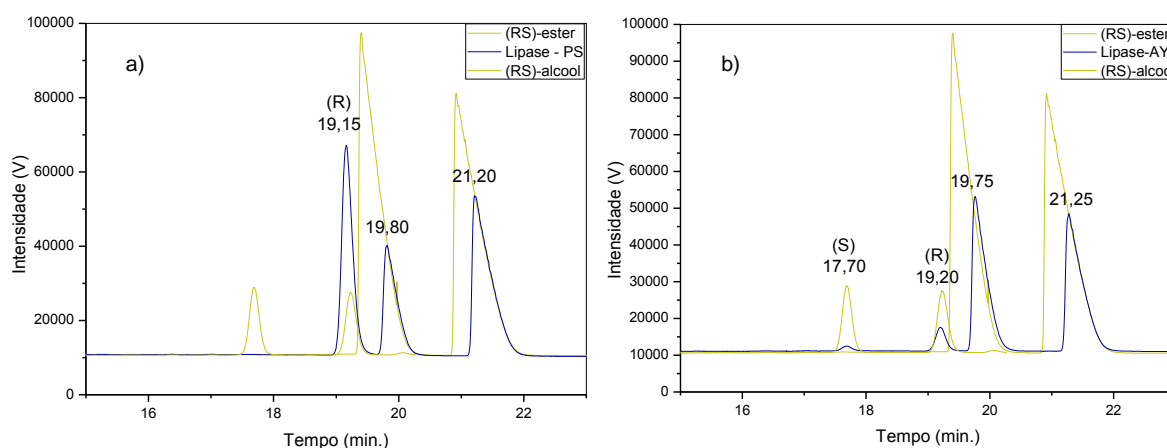 a)
(RS)-ester
Lipase - PS
(RS)-alcool
(R)
19,15
19,80
21,20
100000
80000
60000
40000
20000
0
Intensidade (V)
16
18
20
22
Tempo (min.)
b)
(RS)-ester
Lipase-AY
(RS)-alcoo
(S)
17,70
(R)
19,20
19,75
21,25
100000
90000
80000
70000
60000
50000
40000
30000
20000
10000
0
Intensidade (V)
16
18
20
22
Tempo (min.)